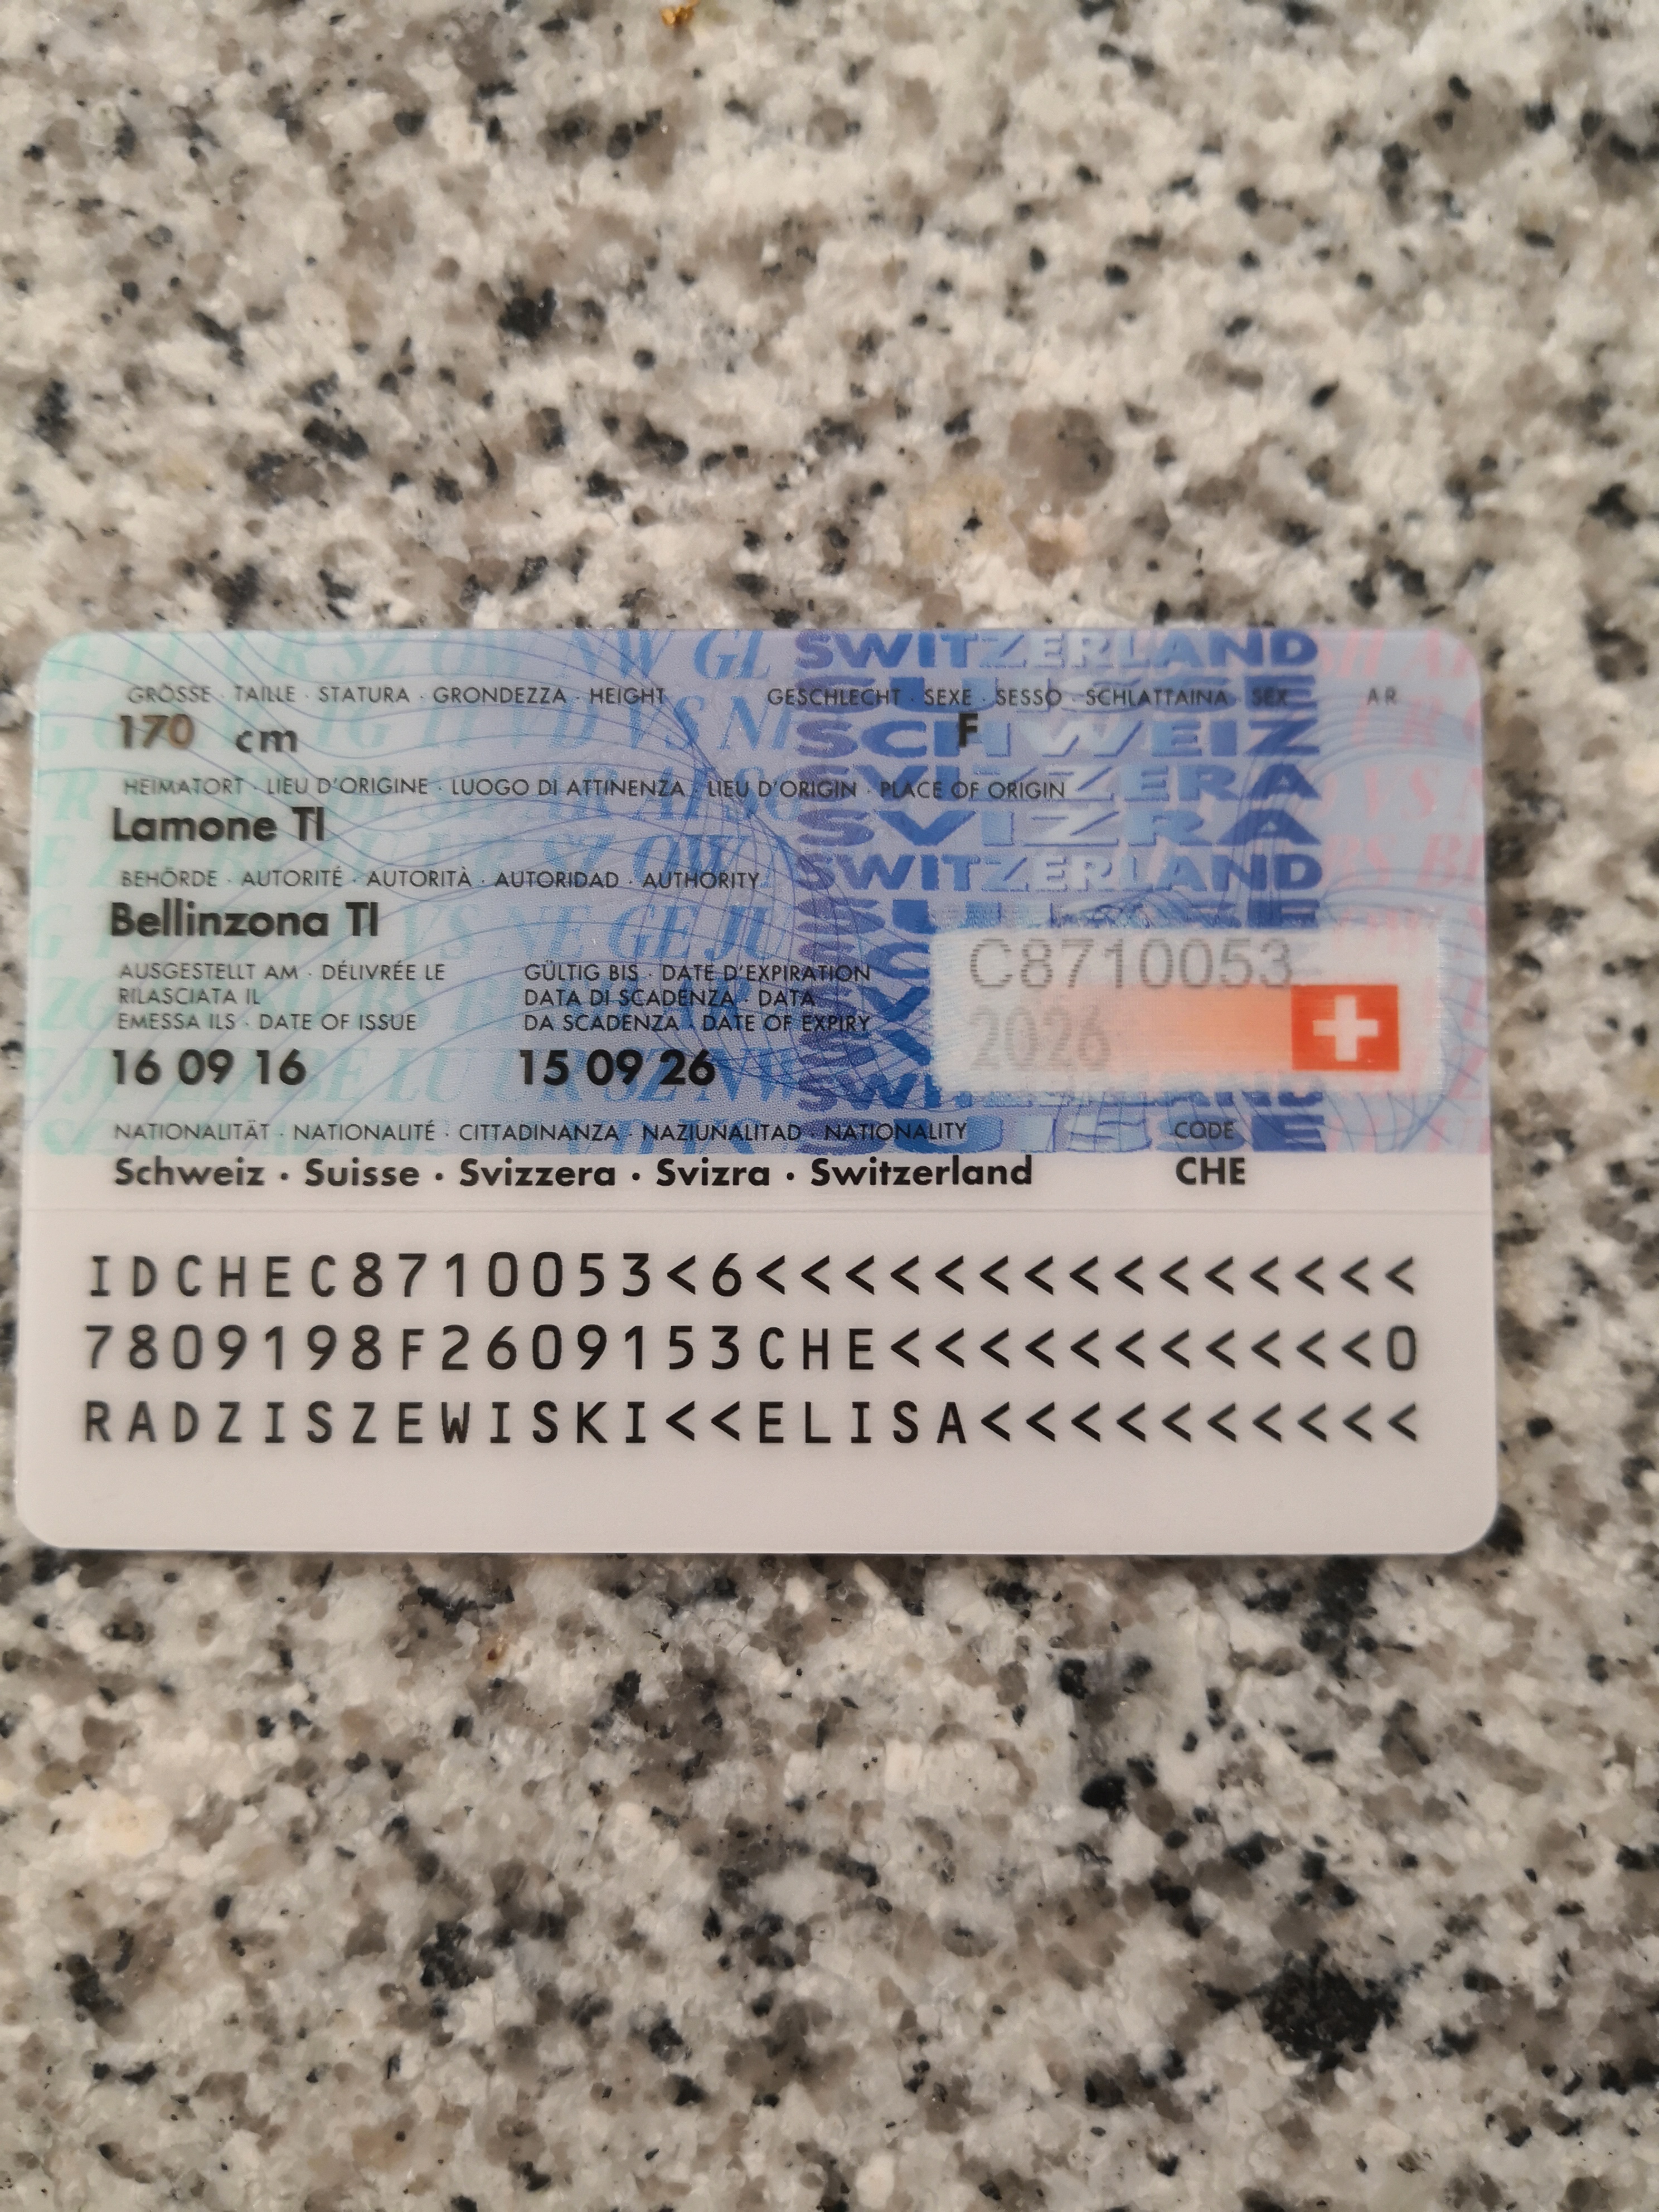 GRÖSSE · TAILLE · STATURA · GRONDEZZA · HEIGHT GESCHLECHT · SEXE · SESSO · SCHLATTAINA · SEX AR
170 cm F
HEIMATORT · LIEU D'ORIGINE · LUOGO DI ATTINENZA · LIEU D'ORIGIN · PLACE OF ORIGIN
Lamone TI
BEHÖRDE · AUTORITÉ · AUTORITÀ · AUTORIDAD · AUTHORITY
Bellinzona TI
AUSGESTELLT AM · DÉLIVRÉE LE
RILASCIATA IL
EMESSA ILS · DATE OF ISSUE
16 09 16
GÜLTIG BIS · DATE D'EXPIRATION
DATA DI SCADENZA · DATA
DA SCADENZA · DATE OF EXPIRY
15 09 26
C8710053
2026
NATIONALITÄT · NATIONALITÉ · CITTADINANZA · NAZIUNALITAD · NATIONALITY CODE
Schweiz · Suisse · Svizzera · Svizra · Switzerland CHE
IDCHEC8710053<6<<<<<<<<<<<<<<<
7809198F2609153CHE<<<<<<<<<<<0
RADZISZEWISKI<<ELISA<<<<<<<<<<
SWITZERLAND
SUISSE
SCHWEIZ
SVIZZERA
SVIZRA
SWITZERLAND